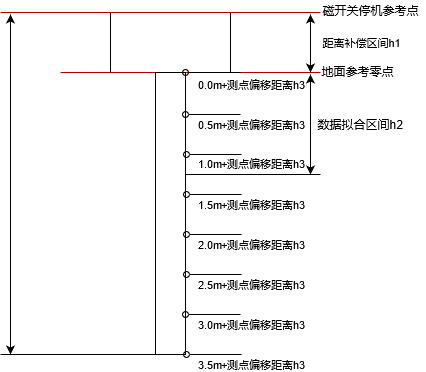 磁开关停机参考点
距离补偿区间h1
地面参考零点
0.0m+测点偏移距离h3
0.5m+测点偏移距离h3
数据拟合区间h2
1.0m+测点偏移距离h3
1.5m+测点偏移距离h3
2.0m+测点偏移距离h3
2.5m+测点偏移距离h3
3.0m+测点偏移距离h3
3.5m+测点偏移距离h3